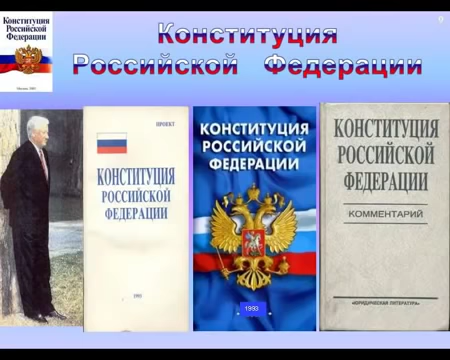 Конституция
Российской
Федерации
Конституция
Российской Федерации
ПРОЕКТ
КОНСТИТУЦИЯ
РОССИЙСКОЙ
ФЕДЕРАЦИИ
1993
КОНСТИТУЦИЯ
РОССИЙСКОЙ
ФЕДЕРАЦИИ
1993
КОНСТИТУЦИЯ
РОССИЙСКОЙ
ФЕДЕРАЦИИ
КОММЕНТАРИЙ
«ЮРИДИЧЕСКАЯ ЛИТЕРАТУРА»